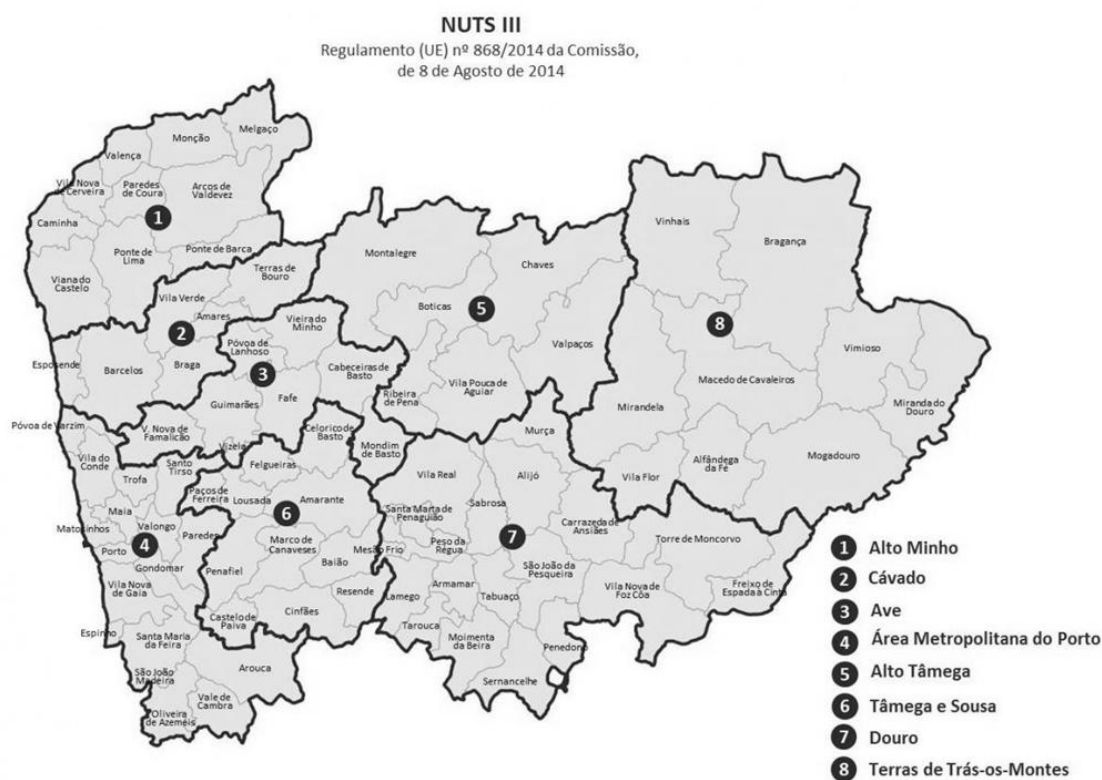 NUTS III
Regulamento (UE) nº 868/2014 da Comissão,
de 8 de Agosto de 2014
Melgaço
Monção
Valença
Vila Nova
de Cerveira
Paredes
de Coura
Arcos de
Valdevez
1
Caminha
Ponte de
Lima
Ponte de Barca
Viana do
Castelo
Terras de
Bouro
Vila Verde
Amares
2
Esposende
Barcelos
Braga
Vieira do
Minho
Póvoa de
Lanhoso
3
Cabeceiras de
Basto
Guimarães
Fafe
V. Nova de
Famalicão
Vizela
Montalegre
Chaves
Boticas
5
Valpaços
Vila Pouca de
Aguiar
Ribeira
de Pena
Vinhais
Bragança
8
Vimioso
Macedo de Cavaleiros
Miranda do
Douro
Mirandela
Mogadouro
Alfândega
da Fé
Vila Flor
Póvoa de Varzim
Vila do
Conde
Santo
Tirso
Trofa
Maia
Matosinhos
Valongo
Paredes
Porto
4
Gondomar
Vila Nova
de Gaia
Espinho
Santa Maria
da Feira
Arouca
São João
Madeira
Vale de
Cambra
Oliveira
de Azeméis
Celorico de
Basto
Mondim
de Basto
Felgueiras
Paços de
Ferreira
Lousada
Amarante
6
Marco de
Canaveses
Baião
Penafiel
Resende
Cinfães
Castelo de
Paiva
Murça
Vila Real
Alijó
Sabrosa
Santa Marta de
Penaguião
Carrazeda de
Ansiães
7
Mesão Frio
Peso da
Régua
Torre de Moncorvo
São João da
Pesqueira
Armamar
Lamego
Tabuaço
Vila Nova de
Foz Côa
Freixo de
Espada à Cinta
Tarouca
Moimenta
da Beira
Penedono
Sernancelhe
1 Alto Minho
2 Cávado
3 Ave
4 Área Metropolitana do Porto
5 Alto Tâmega
6 Tâmega e Sousa
7 Douro
8 Terras de Trás-os-Montes